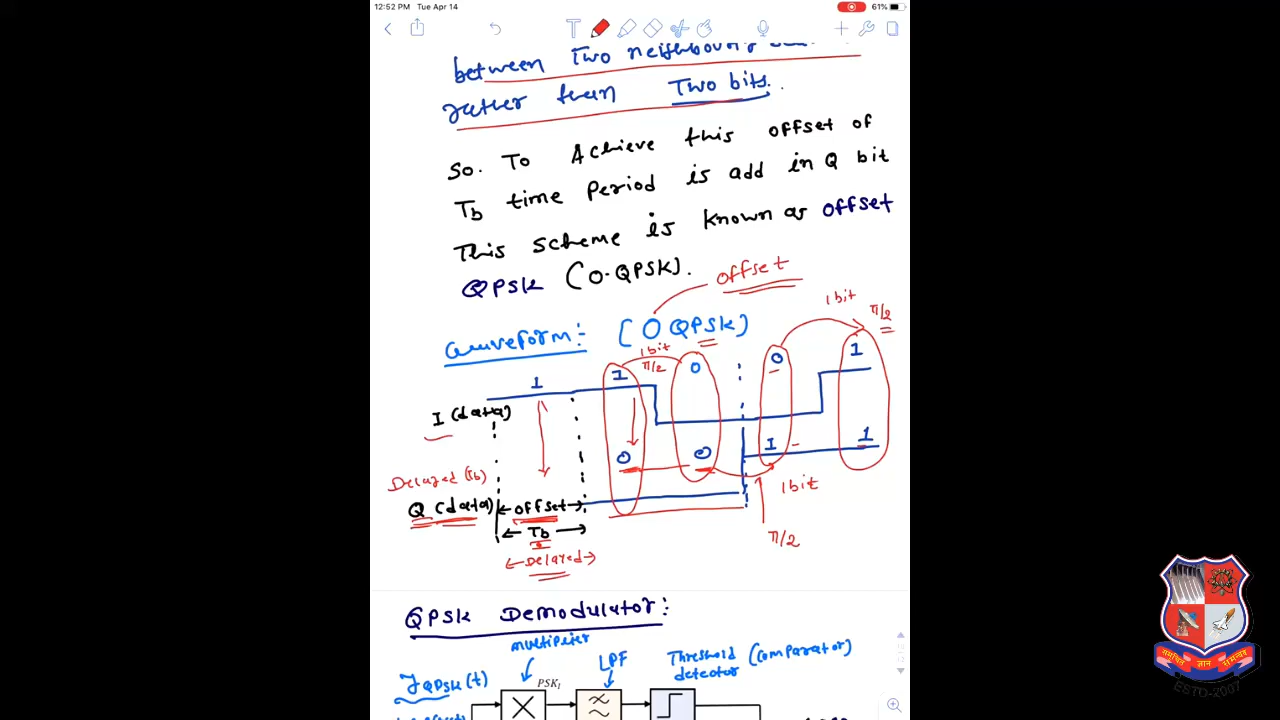 12:52 PM Tue Apr 14
61%
between Two neighbouring
rather than Two bits.
So. To Achieve this offset of
Tb time Period is add in Q bit
This scheme is known as offset
QPSK (O-QPSK).
offset
waveform: (OQPSK)
1 bit
π/2
1 bit
π/2
1 1 0 0 1
I (data)
0 0 1 1
Delayed (Tb)
Q (data) offset
Tb
Delayed
1 bit
π/2
QPSK Demodulator:
multiplier
LPF
Threshold (comparator)
detector
QPSK (t)
PSK
ESTD-2007